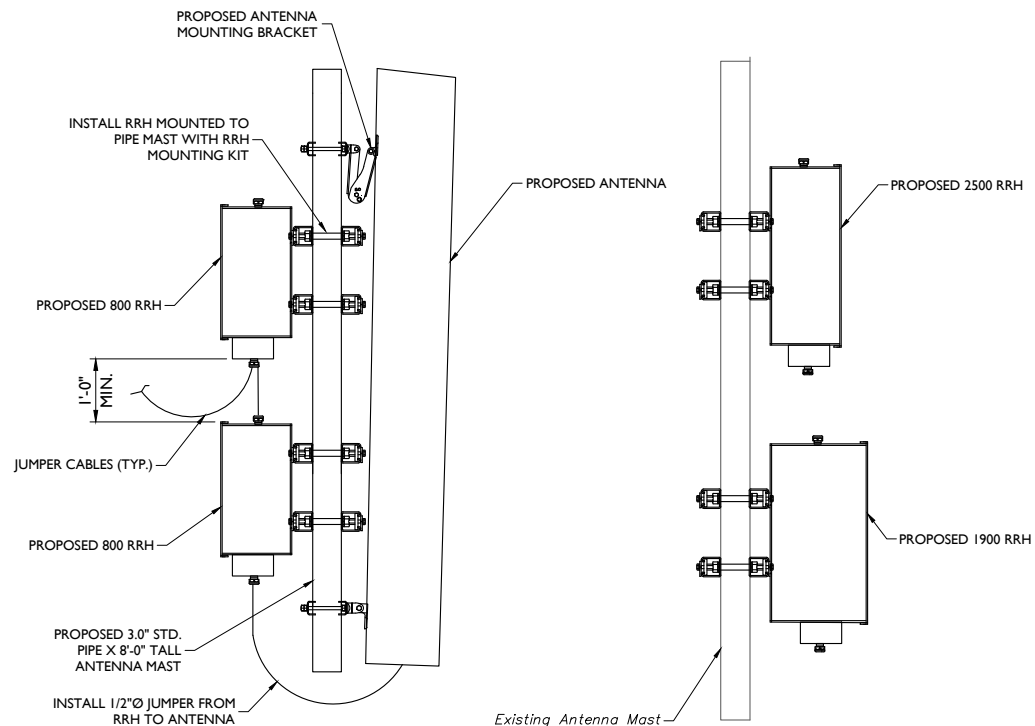 PROPOSED ANTENNA
MOUNTING BRACKET
INSTALL RRH MOUNTED TO
PIPE MAST WITH RRH
MOUNTING KIT
PROPOSED ANTENNA
PROPOSED 800 RRH
1'-0"
MIN.
JUMPER CABLES (TYP.)
PROPOSED 800 RRH
PROPOSED 3.0" STD.
PIPE X 8'-0" TALL
ANTENNA MAST
INSTALL 1/2"Ø JUMPER FROM
RRH TO ANTENNA
PROPOSED 2500 RRH
PROPOSED 1900 RRH
Existing Antenna Mast